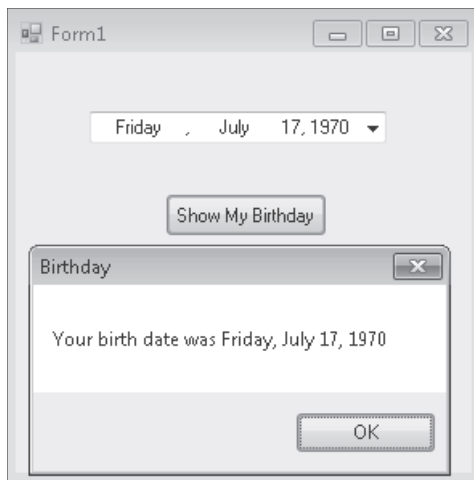 Form1
Friday , July 17, 1970
Show My Birthday
Birthday
Your birth date was Friday, July 17, 1970
OK